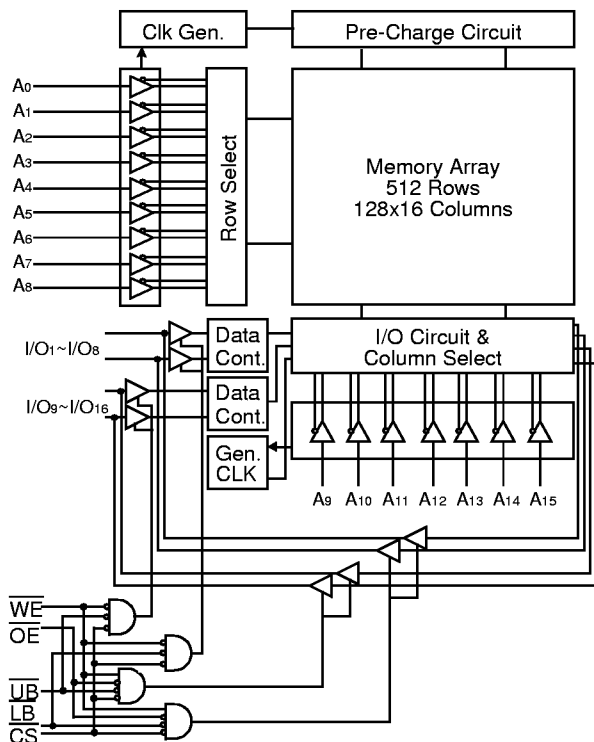 Clk Gen.
Pre-Charge Circuit
A0
A1
A2
A3
A4
A5
A6
A7
A8
Row Select
Memory Array
512 Rows
128x16 Columns
I/O1~I/O8
Data
Cont.
I/O Circuit &
Column Select
I/O9~I/O16
Data
Cont.
Gen.
CLK
A9 A10 A11 A12 A13 A14 A15
WE
OE
UB
LB
CS